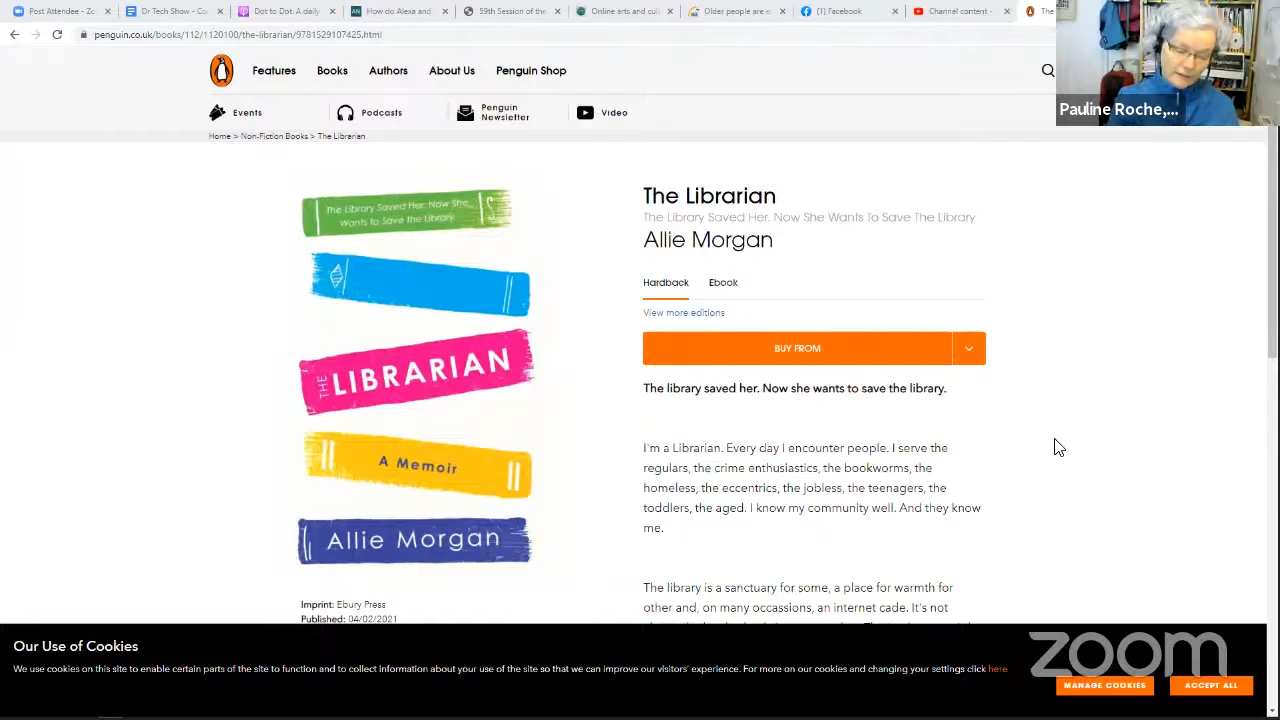 Post Attendee - Zo
Dr Tech Show - Co
Dot to Dot: A daily
How do Alexa and
59th Session of the
Online arts and cul
Older people are e
(1) Facebook
Channel content -
The
penguin.co.uk/books/112/1120100/the-librarian/9781529107425.html
Features
Books
Authors
About Us
Penguin Shop
Pauline Roche,...
Events
Podcasts
Penguin
Newsletter
Video
Home > Non-Fiction Books > The Librarian
The Library Saved Her. Now She
Wants To Save the Library
THE LIBRARIAN
A Memoir
Allie Morgan
The Librarian
The Library Saved Her. Now She Wants To Save The Library
Allie Morgan
Hardback
Ebook
View more editions
BUY FROM
The library saved her. Now she wants to save the library.
I'm a Librarian. Every day I encounter people. I serve the
regulars, the crime enthusiasts, the bookworms, the
homeless, the eccentrics, the jobless, the teenagers, the
toddlers, the aged. I know my community well. And they know
me.
The library is a sanctuary for some, a place for warmth for
other and, on many occassions, an internet cade. It's not
Imprint: Ebury Press
Published: 04/02/2021
Our Use of Cookies
We use cookies on this site to enable certain parts of the site to function and to collect information about your use of the site so that we can improve our visitors' experience. For more on our cookies and changing your settings click here
zoom
MANAGE COOKIES
ACCEPT ALL